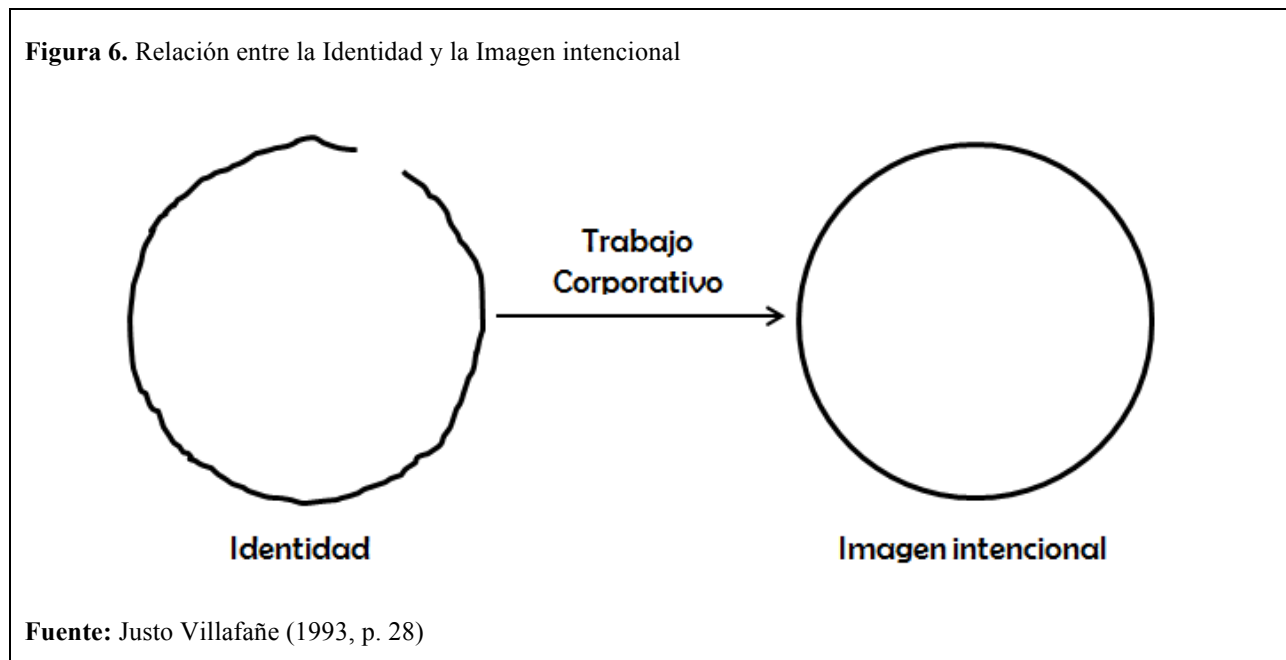 Figura 6. Relación entre la Identidad y la Imagen intencional
Trabajo
Corporativo
Identidad
Imagen intencional
Fuente: Justo Villafañe (1993, p. 28)